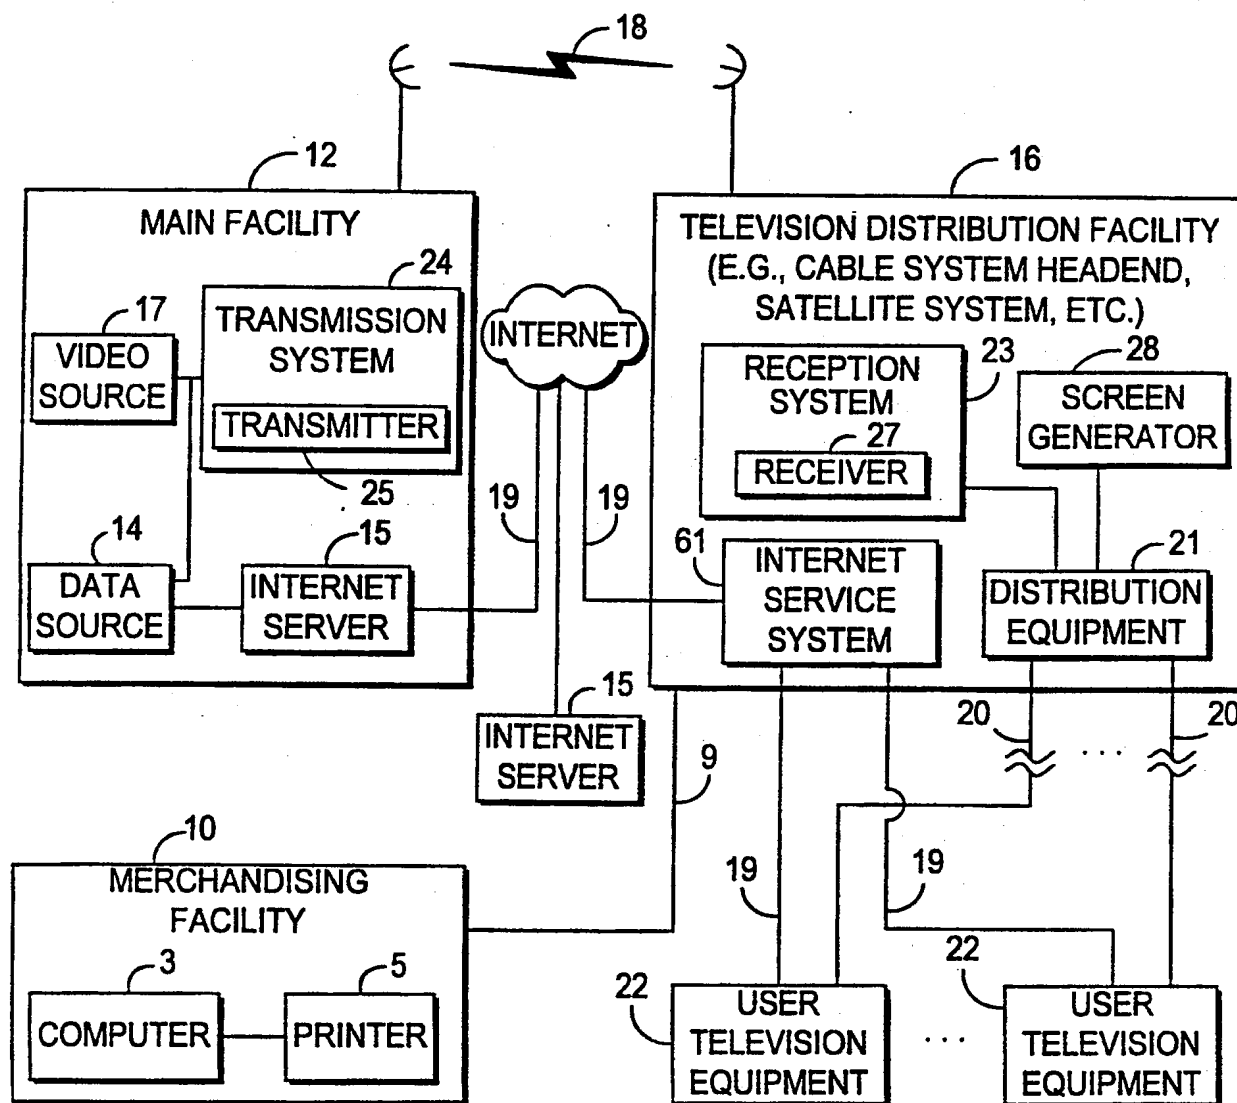 18
12
MAIN FACILITY
24
TRANSMISSION
SYSTEM
TRANSMITTER
25
17
VIDEO
SOURCE
14
DATA
SOURCE
15
INTERNET
SERVER
INTERNET
19
19
15
INTERNET
SERVER
16
TELEVISION DISTRIBUTION FACILITY
(E.G., CABLE SYSTEM HEADEND,
SATELLITE SYSTEM, ETC.)
RECEPTION
SYSTEM
23
27
RECEIVER
28
SCREEN
GENERATOR
61
INTERNET
SERVICE
SYSTEM
21
DISTRIBUTION
EQUIPMENT
20
. . .
20
9
10
MERCHANDISING
FACILITY
3
COMPUTER
5
PRINTER
19
19
22
USER
TELEVISION
EQUIPMENT
. . .
22
USER
TELEVISION
EQUIPMENT